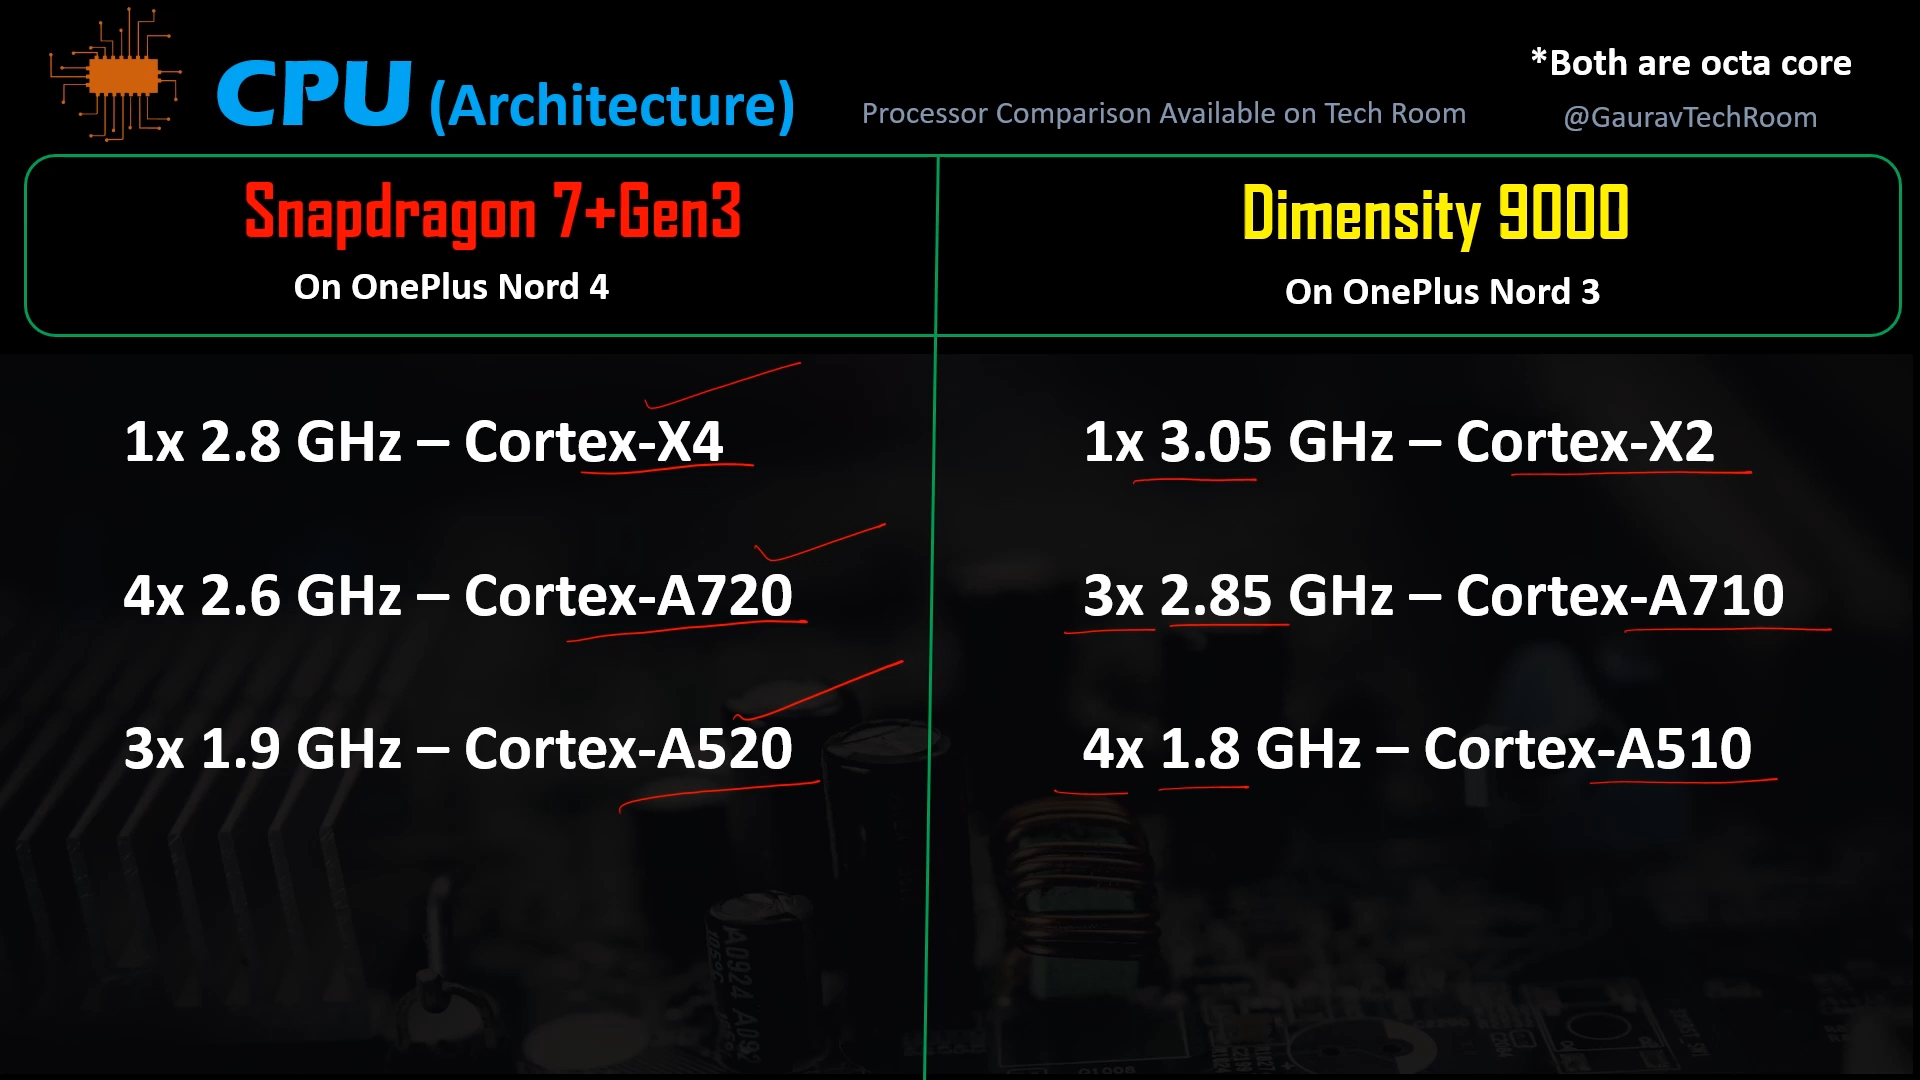 CPU (Architecture)
Processor Comparison Available on Tech Room
*Both are octa core
@GauravTechRoom
Snapdragon 7+Gen3
On OnePlus Nord 4
Dimensity 9000
On OnePlus Nord 3
1x 2.8 GHz – Cortex-X4
4x 2.6 GHz – Cortex-A720
3x 1.9 GHz – Cortex-A520
1x 3.05 GHz – Cortex-X2
3x 2.85 GHz – Cortex-A710
4x 1.8 GHz – Cortex-A510
A0924